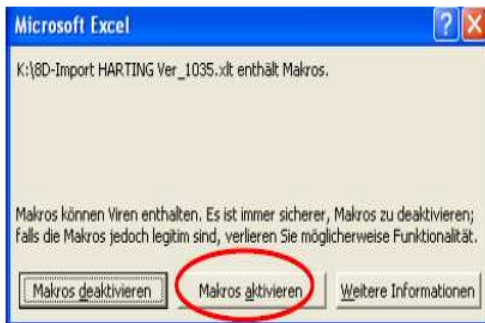 Microsoft Excel
K:\8D-Import HARTING Ver_1035.xlt enthält Makros.
Makros können Viren enthalten. Es ist immer sicherer, Makros zu deaktivieren;
falls die Makros jedoch legitim sind, verlieren Sie möglicherweise Funktionalität.
Makros deaktivieren Makros aktivieren Weitere Informationen